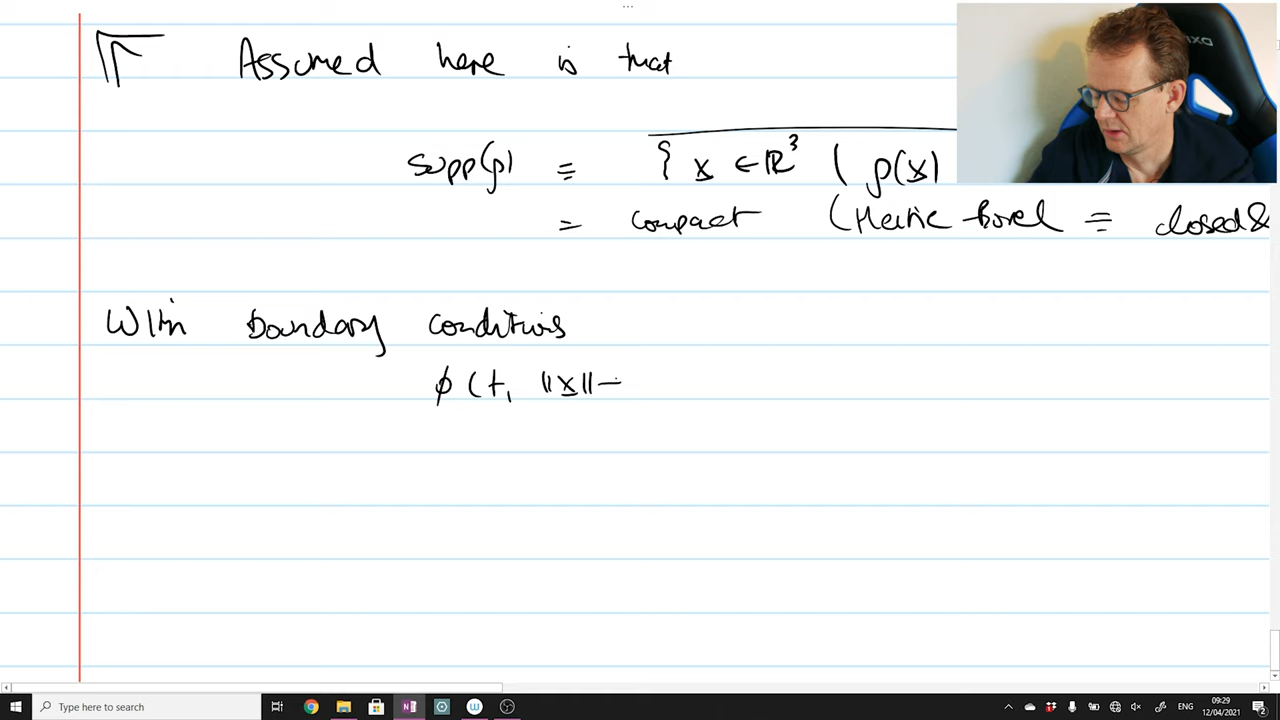 Assumed here is that
supp(ρ) ≡ { x ∈ ℝ³ | ρ(x)
= compact (Heine-Borel ≡ closed&
With boundary conditions
ϕ(t, ||x|| –
Type here to search
ENG
09:29
12/04/2021